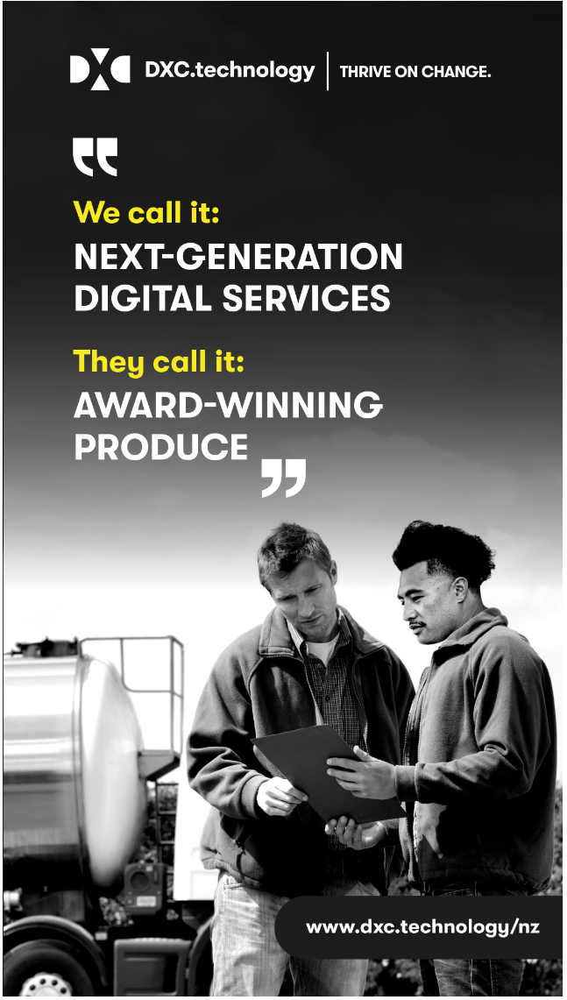 DXC.technology | THRIVE ON CHANGE.
“
We call it:
NEXT-GENERATION
DIGITAL SERVICES
They call it:
AWARD-WINNING
PRODUCE
”
www.dxc.technology/nz